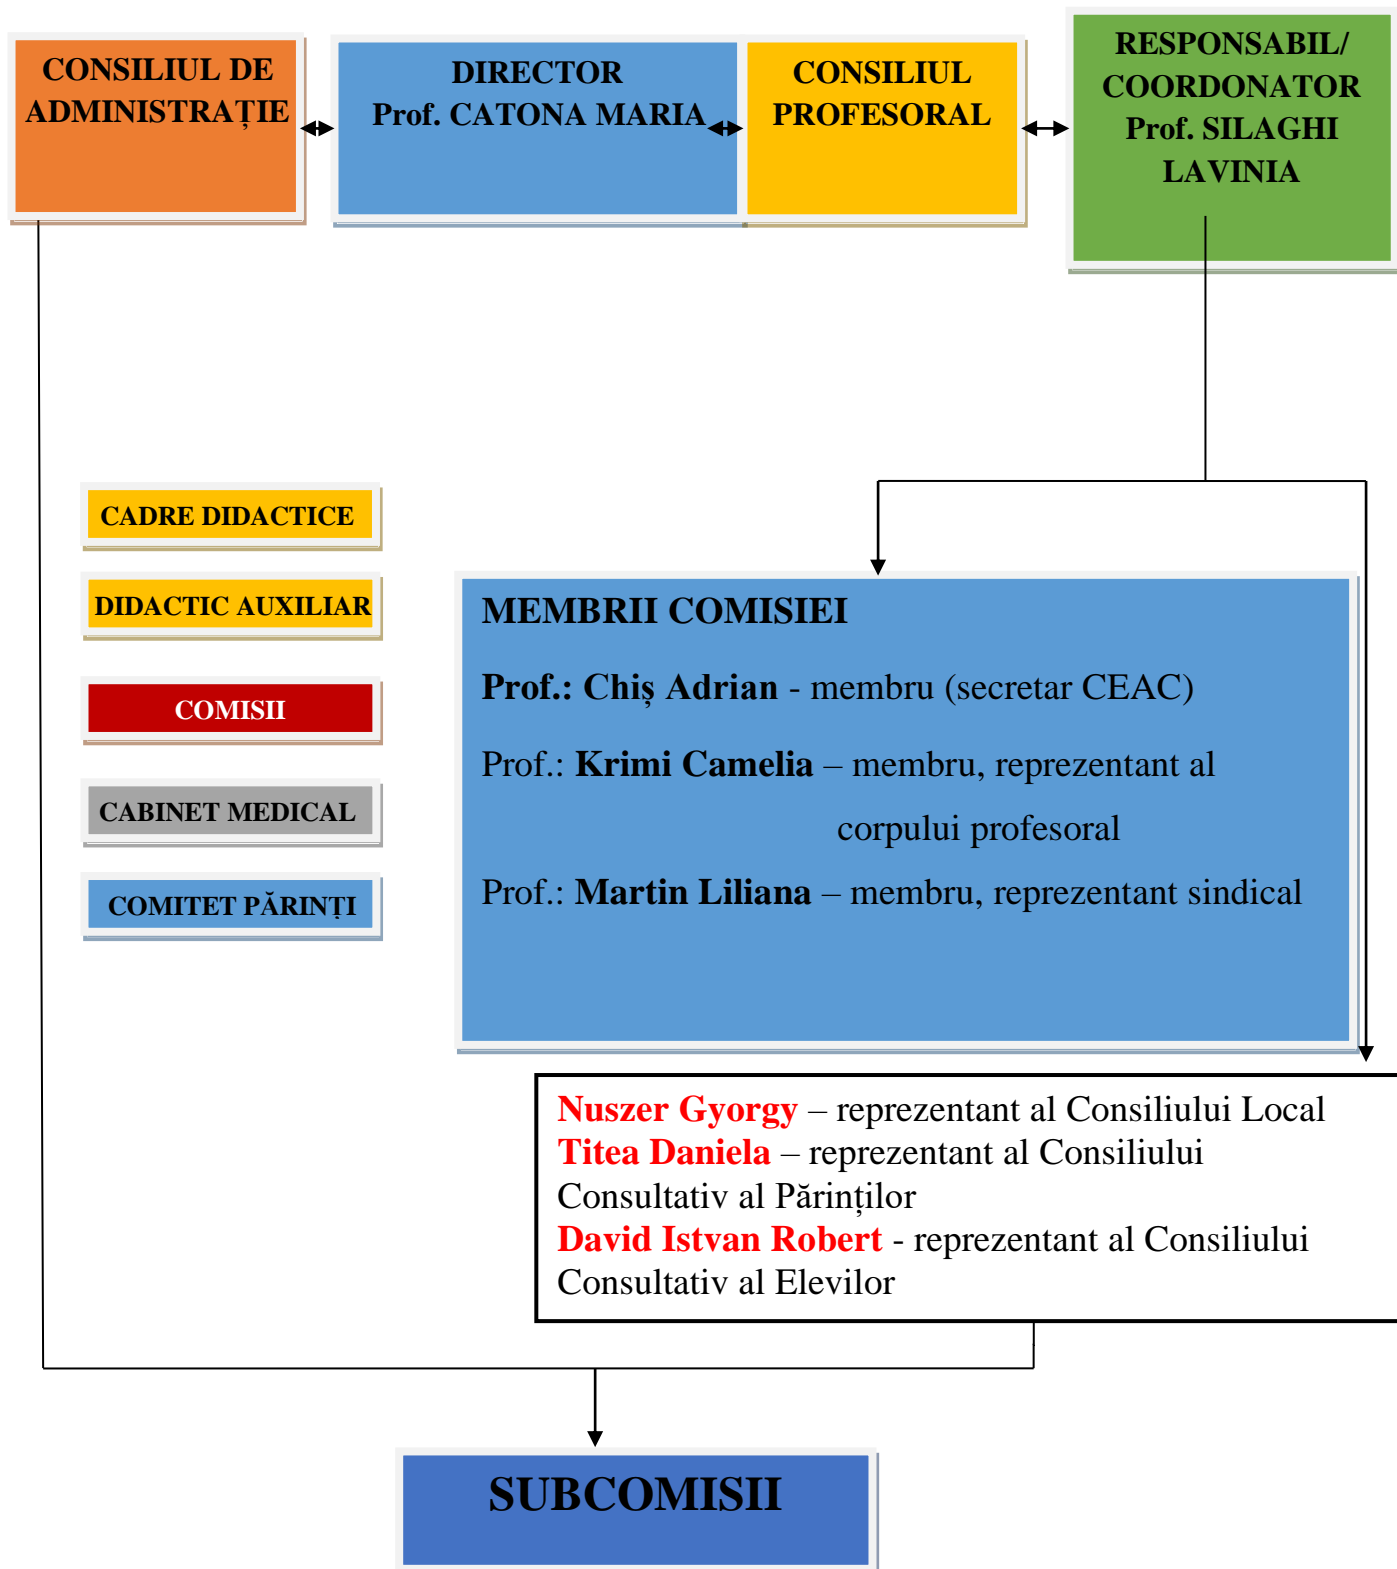 CONSILIUL DE
ADMINISTRAȚIE
DIRECTOR
Prof. CATONA MARIA
CONSILIUL
PROFESORAL
RESPONSABIL/
COORDONATOR
Prof. SILAGHI
LAVINIA
CADRE DIDACTICE
DIDACTIC AUXILIAR
COMISII
CABINET MEDICAL
COMITET PĂRINȚI
MEMBRII COMISIEI
Prof.: Chiș Adrian - membru (secretar CEAC)
Prof.: Krimi Camelia – membru, reprezentant al
corpului profesoral
Prof.: Martin Liliana – membru, reprezentant sindical
Nuszer Gyorgy – reprezentant al Consiliului Local
Titea Daniela – reprezentant al Consiliului
Consultativ al Părinților
David Istvan Robert - reprezentant al Consiliului
Consultativ al Elevilor
SUBCOMISII